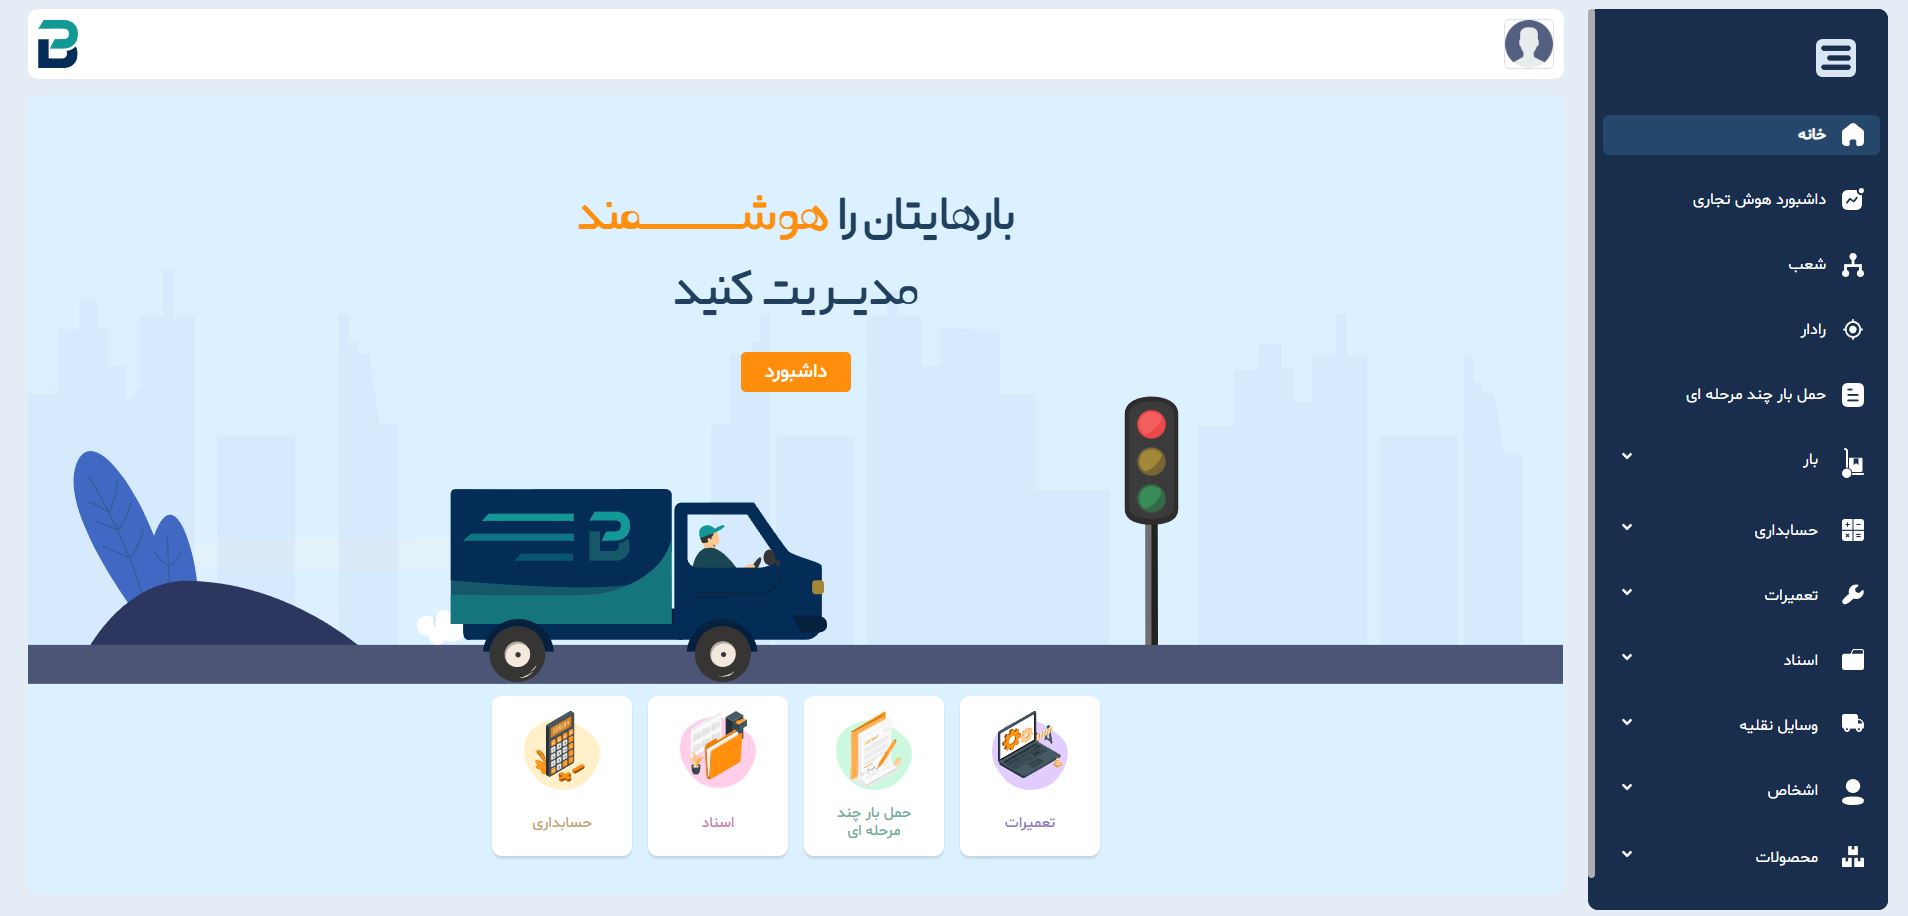 خانه
داشبورد هوش تجاری
شعب
رادار
حمل بار چند مرحله ای
بار
حسابداری
تعمیرات
اسناد
وسایل نقلیه
اشخاص
محصولات
بارهایتان را هوشــــــمند
مدیــریت کنید
داشبورد
تعمیرات
حمل بار چند
مرحله ای
اسناد
حسابداری